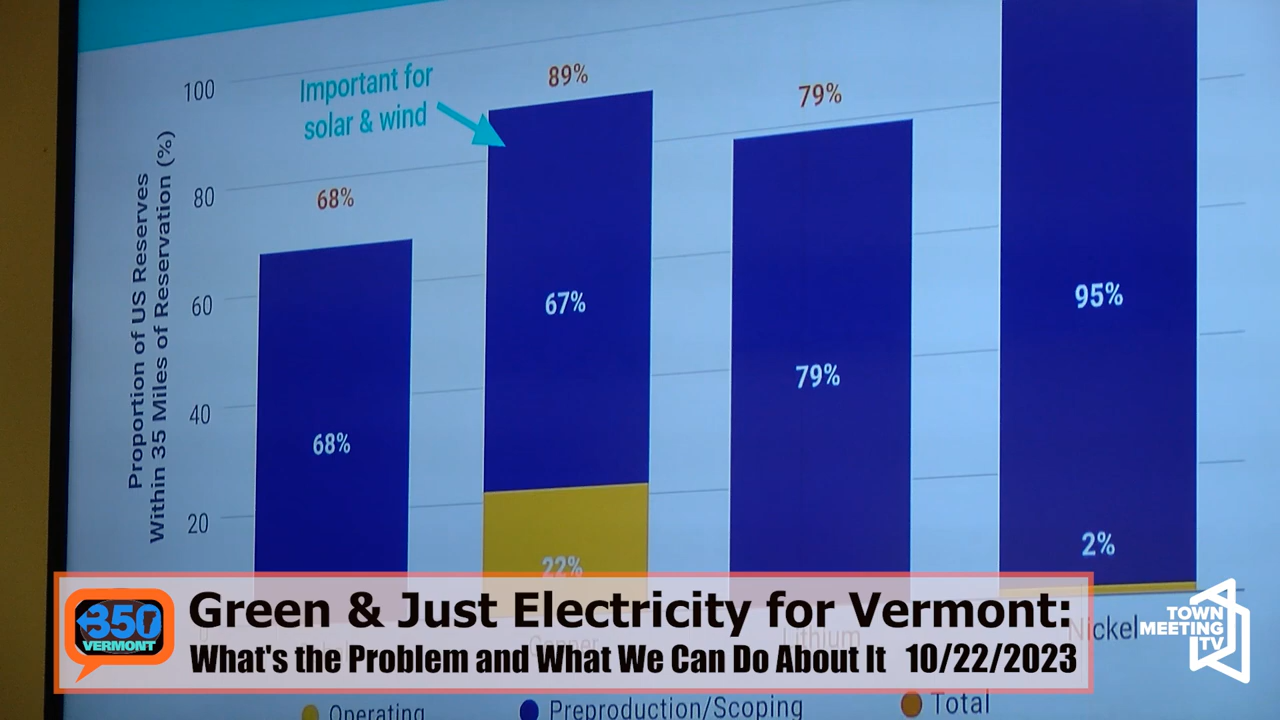 100
80
60
40
20
Proportion of US Reserves
Within 35 Miles of Reservation (%)
Important for
solar & wind
68%
89%
79%
68%
67%
22%
79%
95%
2%
Copper
Lithium
Nickel
Operating
Preproduction/Scoping
Total
350
VERMONT
Green & Just Electricity for Vermont:
What's the Problem and What We Can Do About It 10/22/2023
TOWN
MEETING
TV